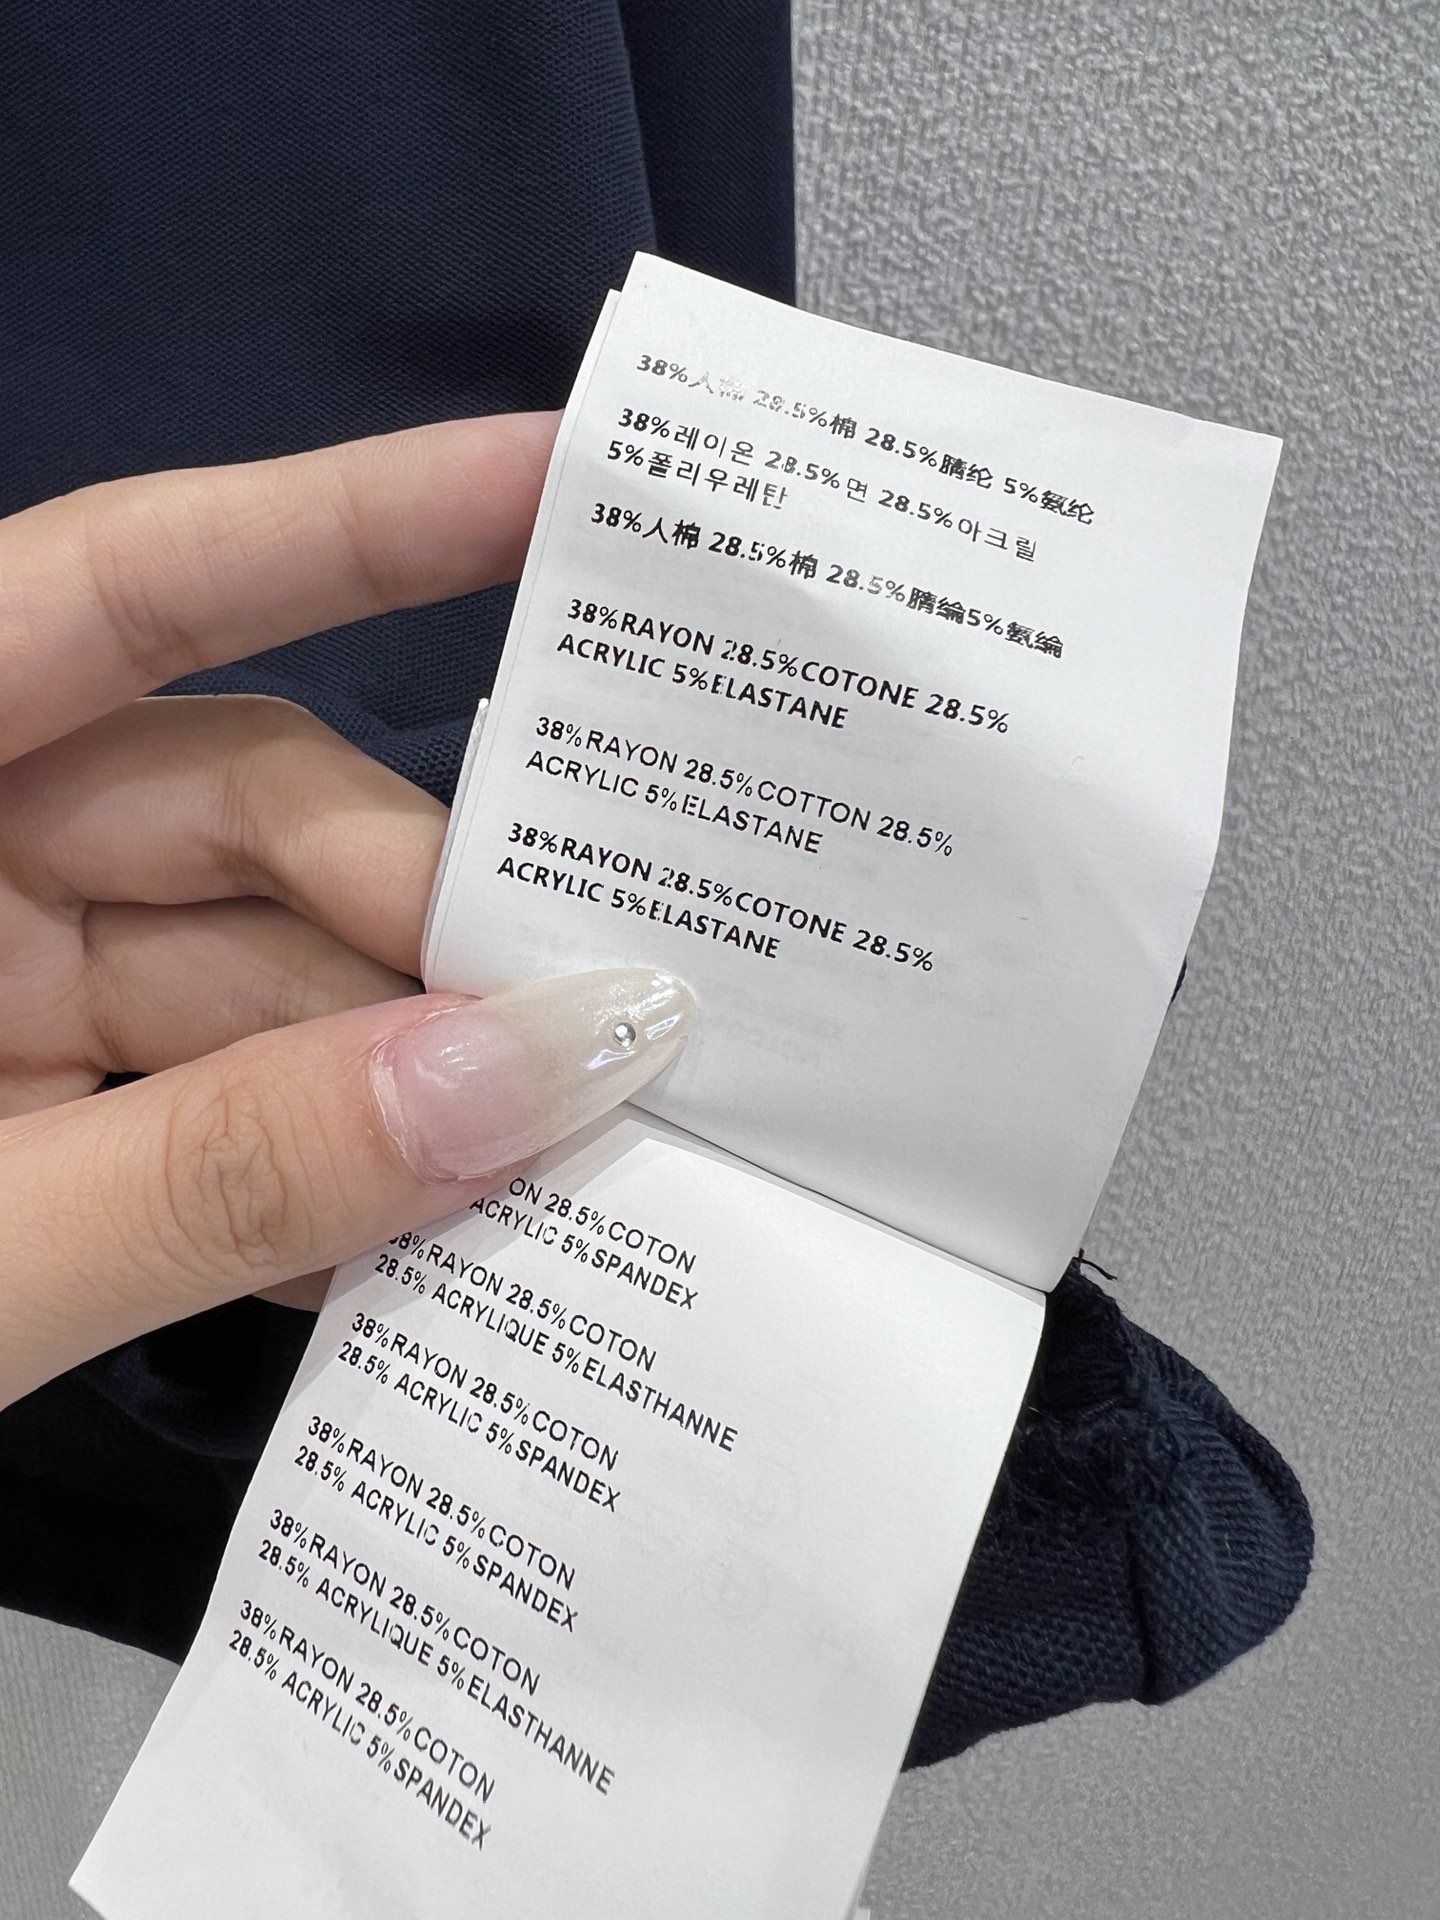 38%人棉 28.5%棉 28.5%腈纶 5%氨纶
38%레이온 28.5%면 28.5%아크릴
5%폴리우레탄
38%人棉 28.5%棉 28.5%腈綸5%氨綸
38%RAYON 28.5%COTONE 28.5%
ACRYLIC 5%ELASTANE
38%RAYON 28.5%COTTON 28.5%
ACRYLIC 5%ELASTANE
38%RAYON 28.5%COTONE 28.5%
ACRYLIC 5%ELASTANE
ON 28.5%COTON
ACRYLIC 5%SPANDEX
38%RAYON 28.5%COTON
28.5% ACRYLIQUE 5%ELASTHANNE
38%RAYON 28.5%COTON
28.5% ACRYLIC 5%SPANDEX
38%RAYON 28.5%COTON
28.5% ACRYLIC 5%SPANDEX
38%RAYON 28.5%COTON
28.5% ACRYLIQUE 5%ELASTHANNE
38%RAYON 28.5%COTON
28.5% ACRYLIC 5%SPANDEX